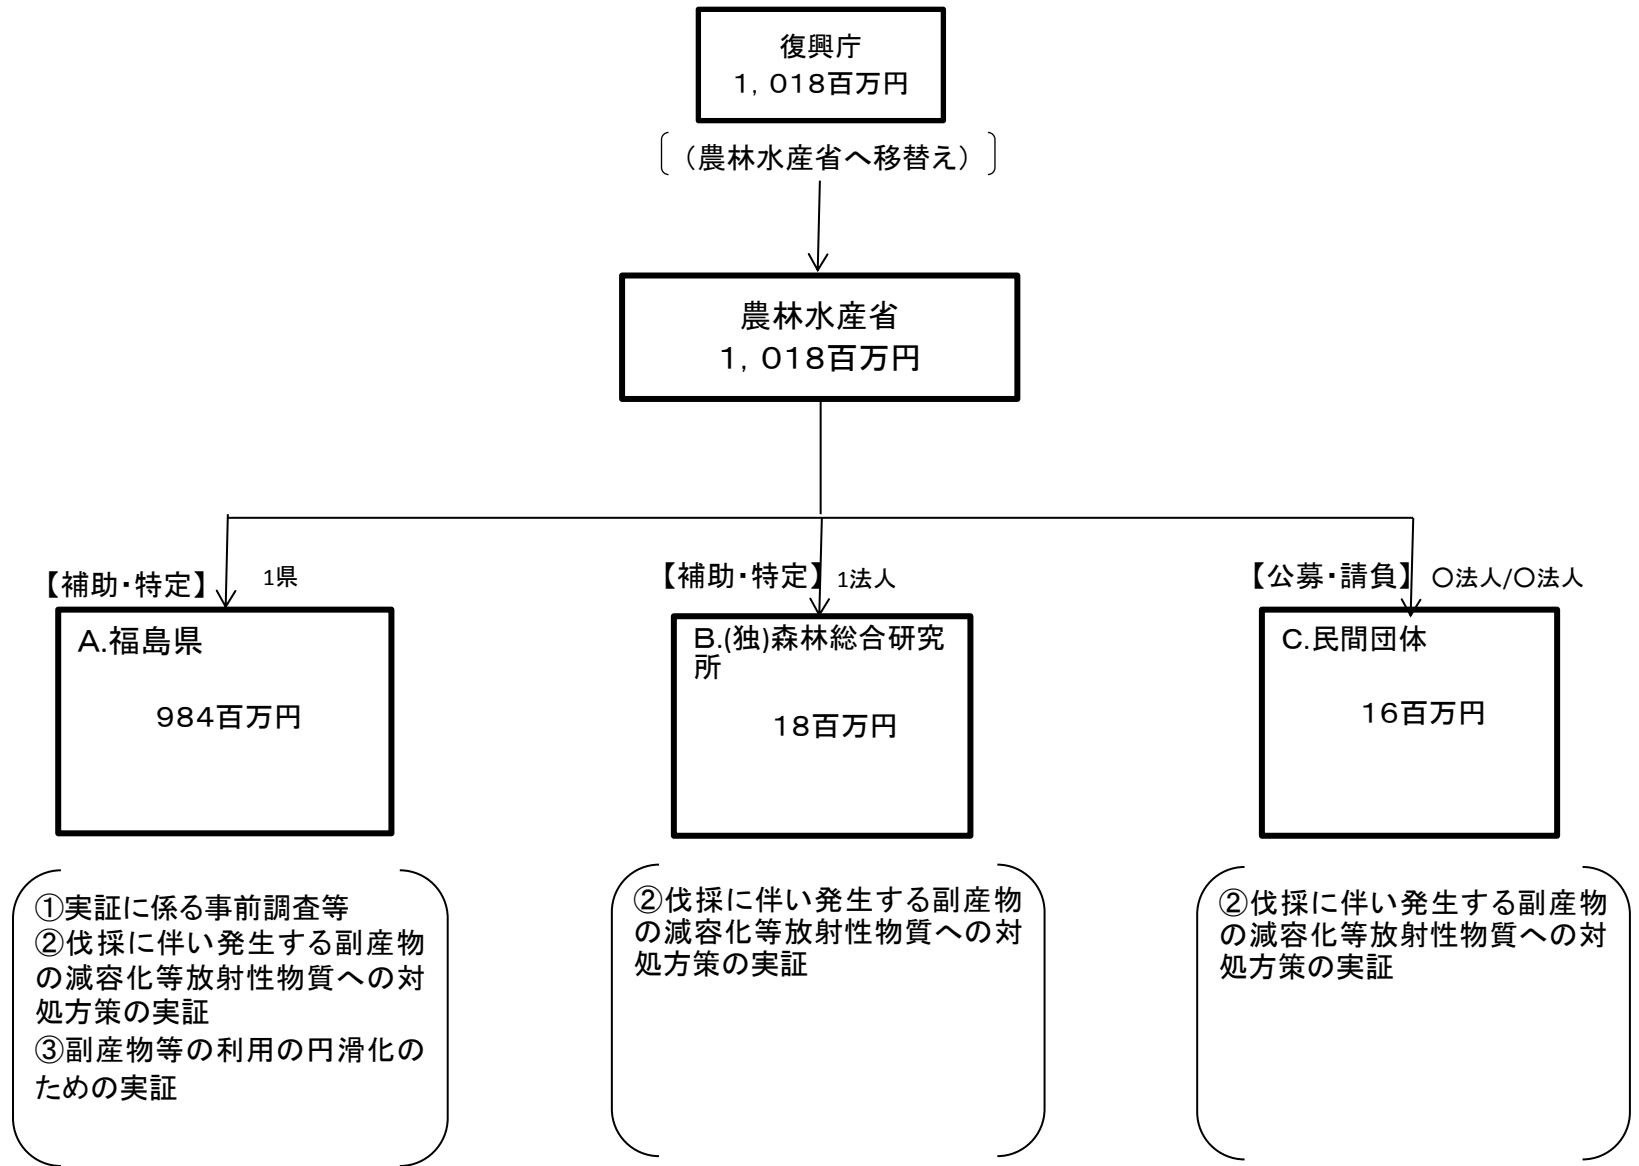 復興庁
1,018百万円
（農林水産省へ移替え）
農林水産省
1,018百万円
【補助・特定】 1県
A.福島県
984百万円
①実証に係る事前調査等
②伐採に伴い発生する副産物
の減容化等放射性物質への対
処方策の実証
③副産物等の利用の円滑化の
ための実証
【補助・特定】 1法人
B.(独)森林総合研究
所
18百万円
②伐採に伴い発生する副産物
の減容化等放射性物質への対
処方策の実証
【公募・請負】 〇法人/〇法人
C.民間団体
16百万円
②伐採に伴い発生する副産物
の減容化等放射性物質への対
処方策の実証